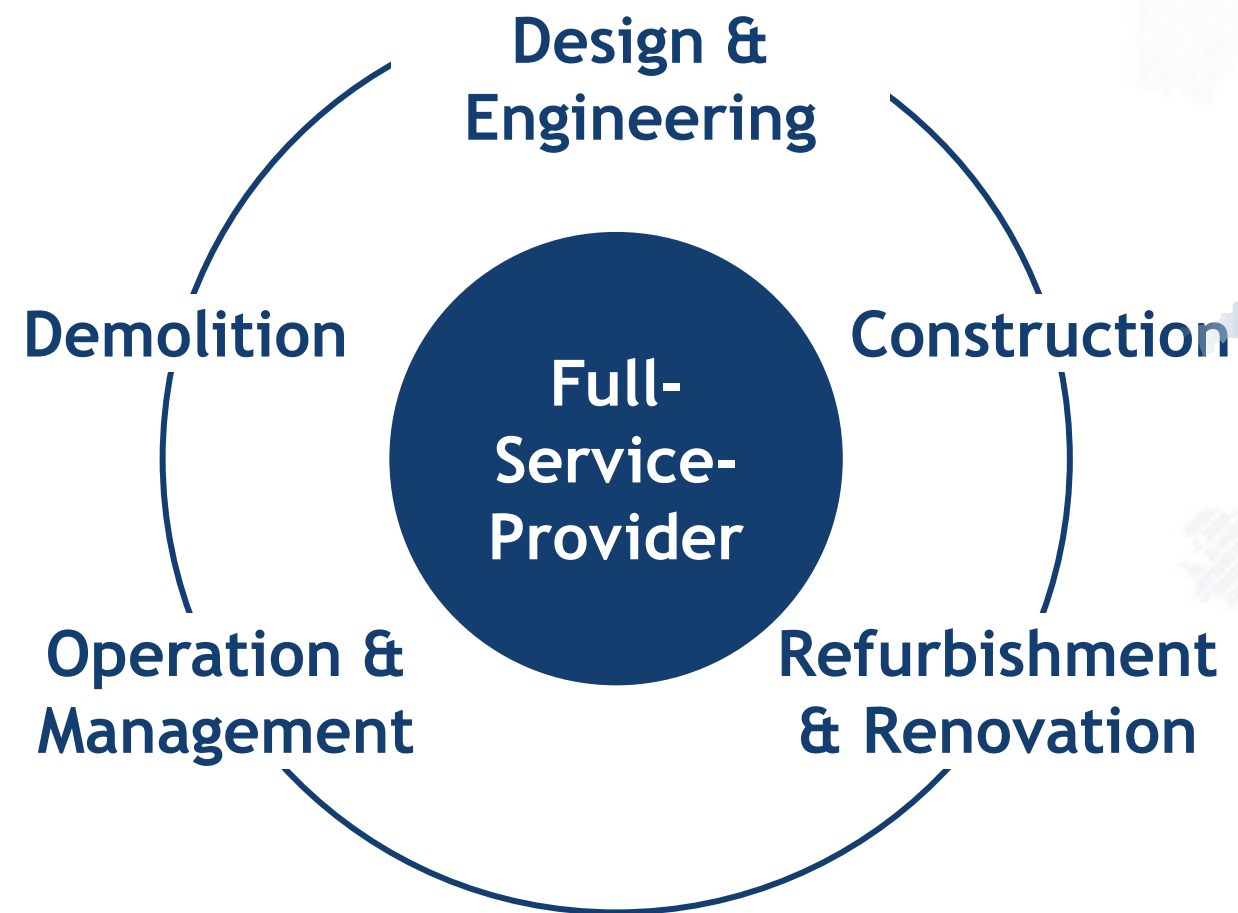 Design &
Engineering
Demolition
Construction
Full-
Service-
Provider
Operation &
Management
Refurbishment
& Renovation